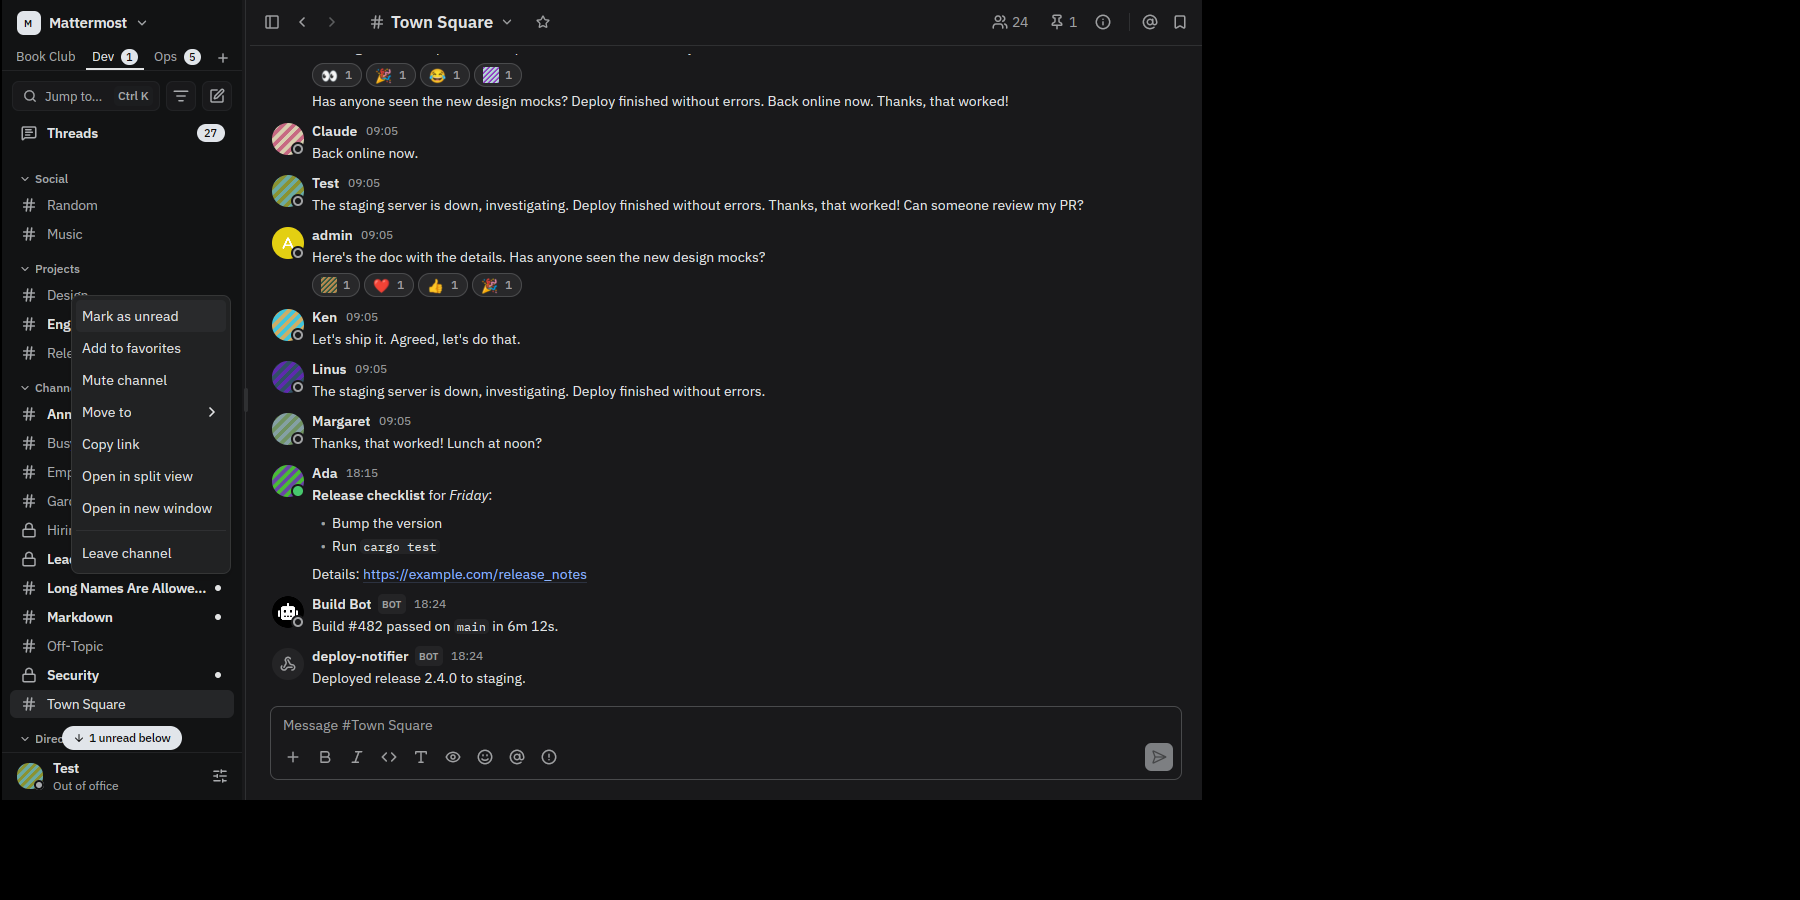 M Mattermost
Book Club Dev 1 Ops 5
Jump to... Ctrl K
Threads 27
Social
Random
Music
Projects
Design
Mark as unread
Add to favorites
Mute channel
Move to
Copy link
Open in split view
Open in new window
Leave channel
Long Names Are Allowe...
Markdown
Off-Topic
Security
Town Square
1 unread below
Test
Out of office
Town Square
24 1
1 1 1 1
Has anyone seen the new design mocks? Deploy finished without errors. Back online now. Thanks, that worked!
Claude 09:05
Back online now.
Test 09:05
The staging server is down, investigating. Deploy finished without errors. Thanks, that worked! Can someone review my PR?
A admin 09:05
Here's the doc with the details. Has anyone seen the new design mocks?
1 1 1 1
Ken 09:05
Let's ship it. Agreed, let's do that.
Linus 09:05
The staging server is down, investigating. Deploy finished without errors.
Margaret 09:05
Thanks, that worked! Lunch at noon?
Ada 18:15
Release checklist for Friday:
Bump the version
Run cargo test
Details: https://example.com/release_notes
Build Bot BOT 18:24
Build #482 passed on main in 6m 12s.
deploy-notifier BOT 18:24
Deployed release 2.4.0 to staging.
Message #Town Square